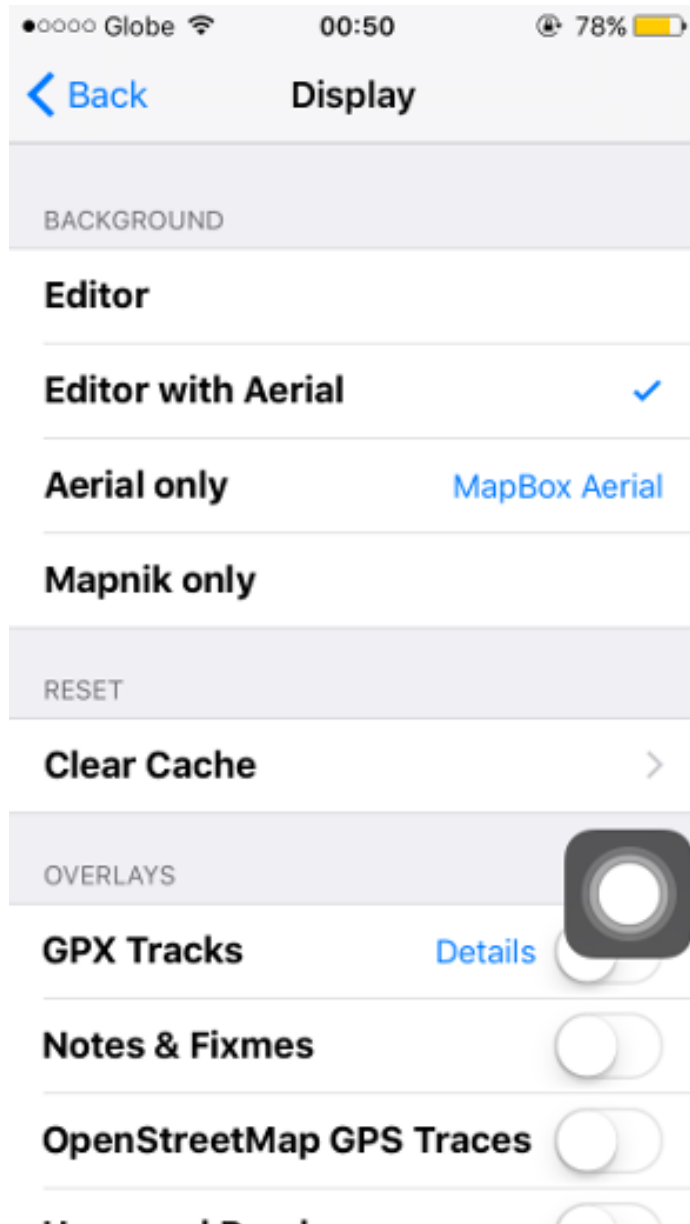 Globe 00:50 78%
Back Display
BACKGROUND
Editor
Editor with Aerial
Aerial only MapBox Aerial
Mapnik only
RESET
Clear Cache
OVERLAYS
GPX Tracks Details
Notes & Fixmes
OpenStreetMap GPS Traces